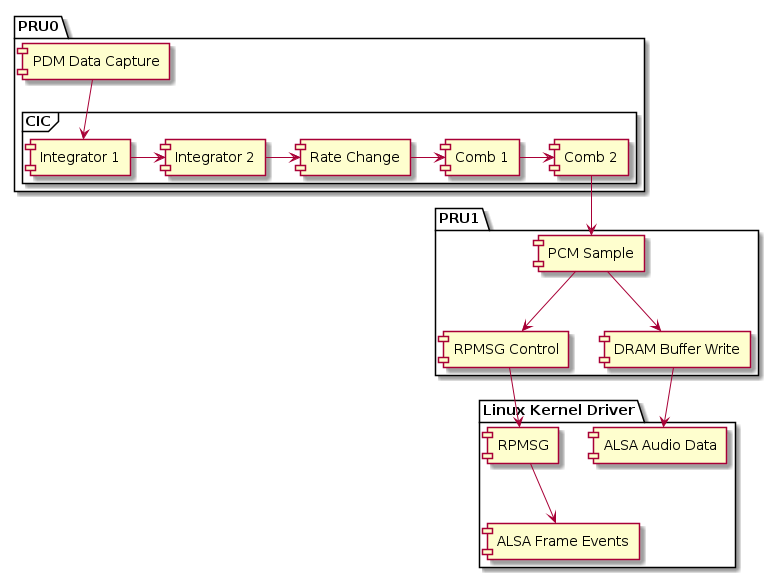 PRU0
PDM Data Capture
CIC
Integrator 1
Integrator 2
Rate Change
Comb 1
Comb 2
PRU1
PCM Sample
RPMSG Control
DRAM Buffer Write
Linux Kernel Driver
RPMSG
ALSA Audio Data
ALSA Frame Events